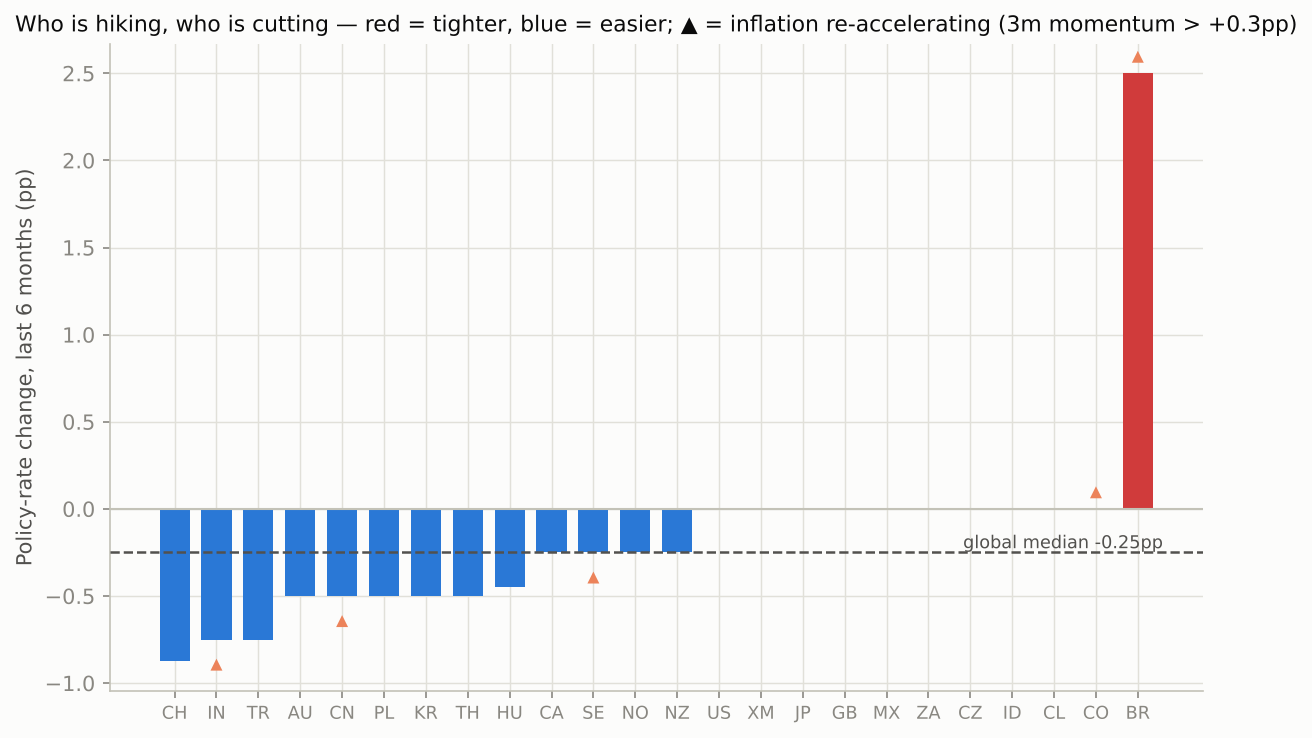 Who is hiking, who is cutting — red = tighter, blue = easier; ▲ = inflation re-accelerating (3m momentum > +0.3pp)
Policy-rate change, last 6 months (pp)
2.5
2.0
1.5
1.0
0.5
0.0
−0.5
−1.0
global median -0.25pp
CH IN TR AU CN PL KR TH HU CA SE NO NZ US XM JP GB MX ZA CZ ID CL CO BR